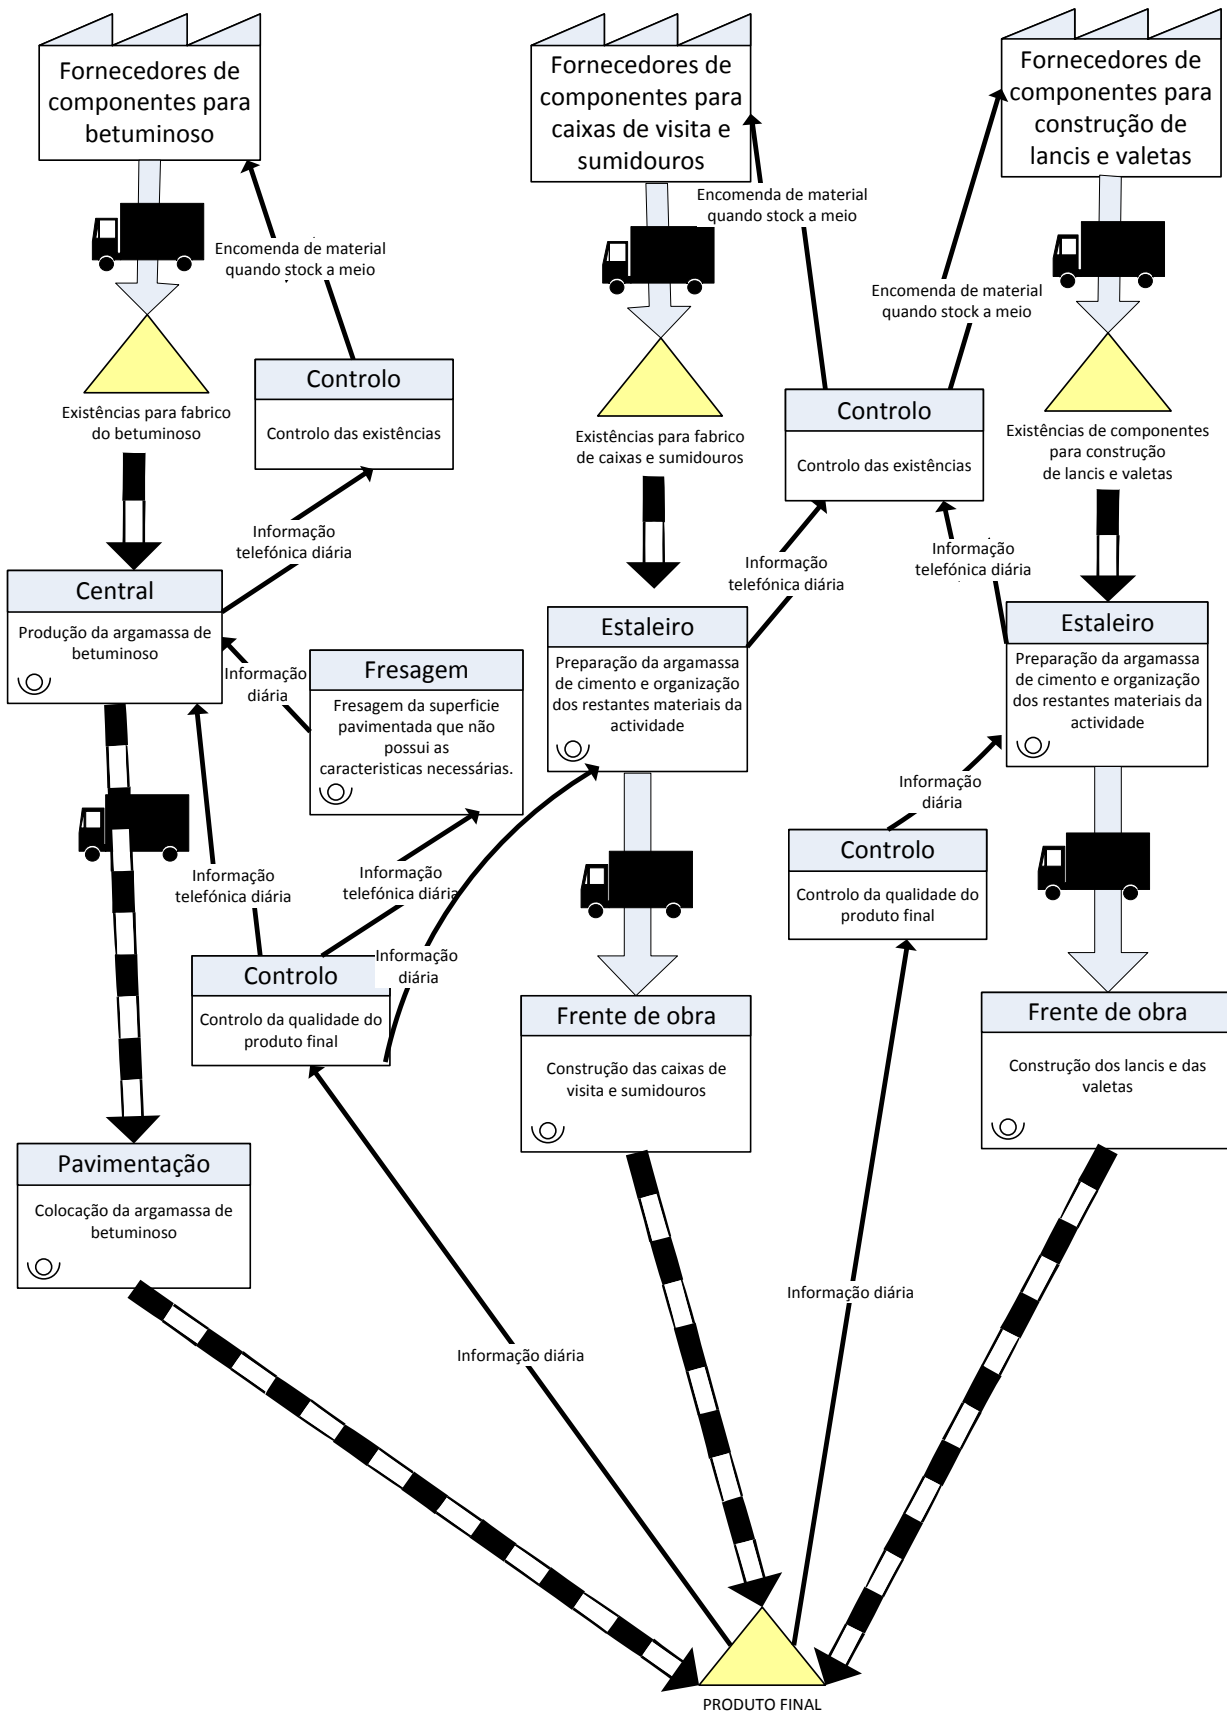 Fornecedores de
componentes para
betuminoso
Fornecedores de
componentes para
caixas de visita e
sumidouros
Fornecedores de
componentes para
construção de
lancis e valetas
Encomenda de material
quando stock a meio
Encomenda de material
quando stock a meio
Encomenda de material
quando stock a meio
Existências para fabrico
do betuminoso
Controlo
Controlo das existências
Existências para fabrico
de caixas e sumidouros
Controlo
Controlo das existências
Existências de componentes
para construção
de lancis e valetas
Informação
telefónica diária
Informação
telefónica diária
Informação
telefónica diária
Central
Produção da argamassa de
betuminoso
Informação
diária
Fresagem
Fresagem da superficie
pavimentada que não
possui as
caracteristicas necessárias.
Estaleiro
Preparação da argamassa
de cimento e organização
dos restantes materiais da
actividade
Estaleiro
Preparação da argamassa
de cimento e organização
dos restantes materiais da
actividade
Informação
diária
Informação
telefónica diária
Informação
telefónica diária
Controlo
Controlo da qualidade do
produto final
Informação
diária
Controlo
Controlo da qualidade do
produto final
Frente de obra
Construção das caixas de
visita e sumidouros
Frente de obra
Construção dos lancis e das
valetas
Pavimentação
Colocação da argamassa de
betuminoso
Informação diária
Informação diária
PRODUTO FINAL